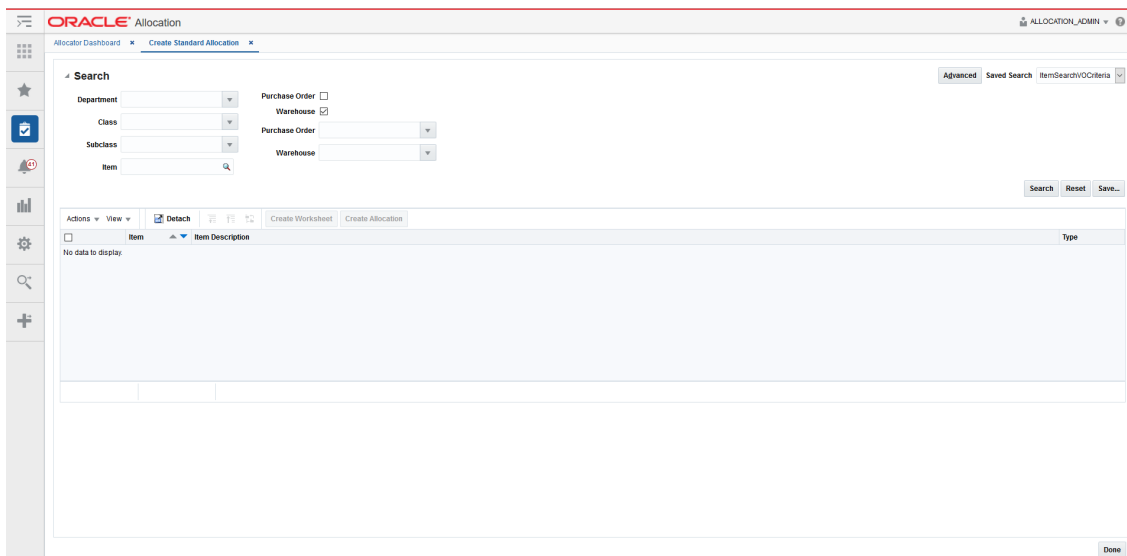 ORACLE® Allocation
ALLOCATION_ADMIN
Allocator Dashboard
Create Standard Allocation
Search
Advanced Saved Search ItemSearchVOCriteria
Department
Purchase Order
Class
Warehouse
Subclass
Purchase Order
Item
Warehouse
41
Search Reset Save...
Actions View Detach Create Worksheet Create Allocation
Item Item Description Type
No data to display.
Done